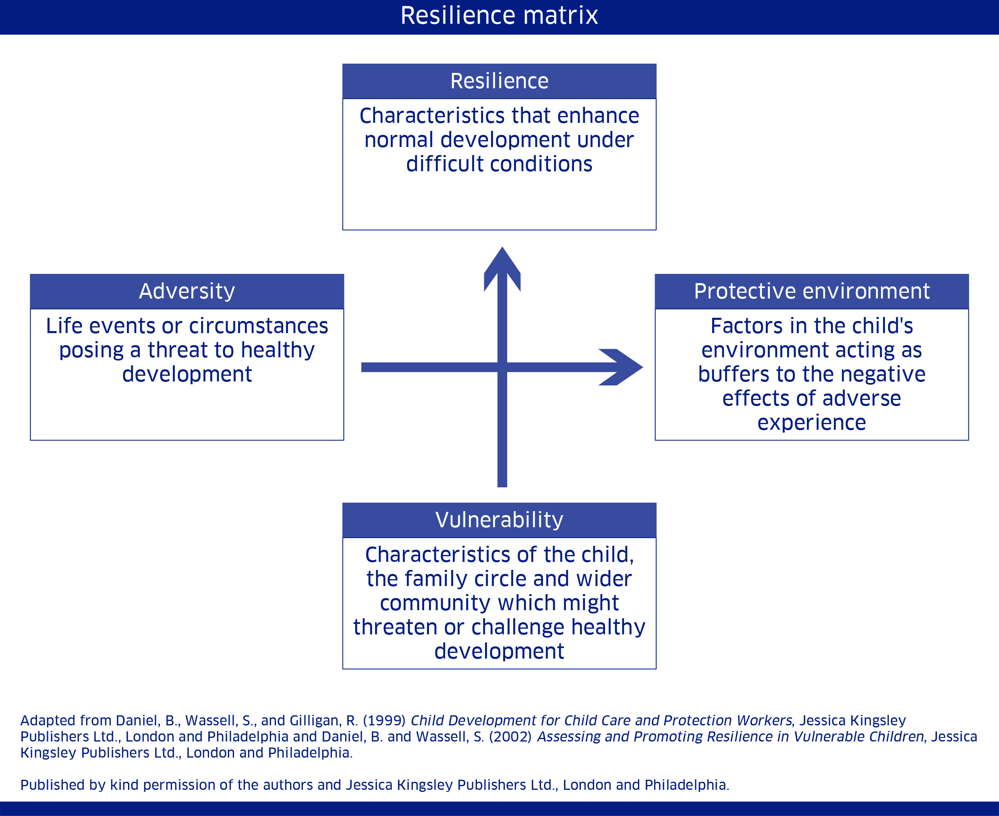 Resilience matrix
Resilience
Characteristics that enhance
normal development under
difficult conditions
Adversity
Life events or circumstances
posing a threat to healthy
development
Protective environment
Factors in the child's
environment acting as
buffers to the negative
effects of adverse
experience
Vulnerability
Characteristics of the child,
the family circle and wider
community which might
threaten or challenge healthy
development
Adapted from Daniel, B., Wassell, S., and Gilligan, R. (1999) Child Development for Child Care and Protection Workers, Jessica Kingsley
Publishers Ltd., London and Philadelphia and Daniel, B. and Wassell, S. (2002) Assessing and Promoting Resilience in Vulnerable Children, Jessica
Kingsley Publishers Ltd., London and Philadelphia.
Published by kind permission of the authors and Jessica Kingsley Publishers Ltd., London and Philadelphia.